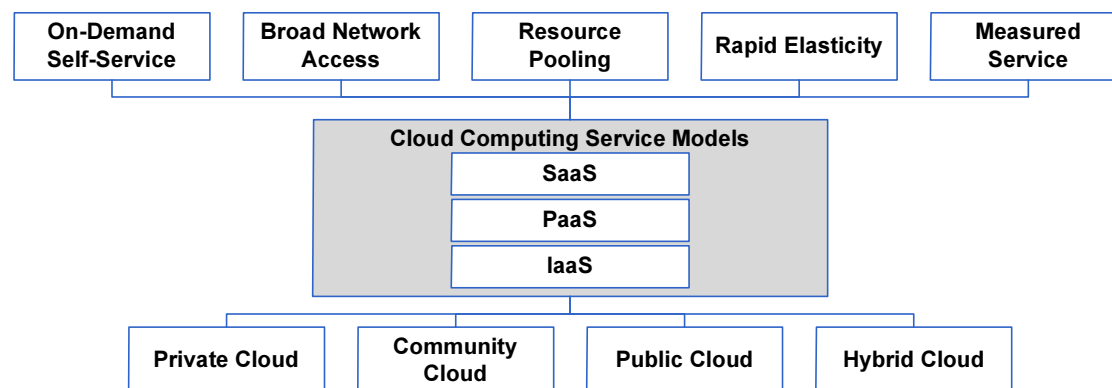 On-Demand
Self-Service
Broad Network
Access
Resource
Pooling
Rapid Elasticity
Measured
Service
Cloud Computing Service Models
SaaS
PaaS
IaaS
Private Cloud
Community
Cloud
Public Cloud
Hybrid Cloud